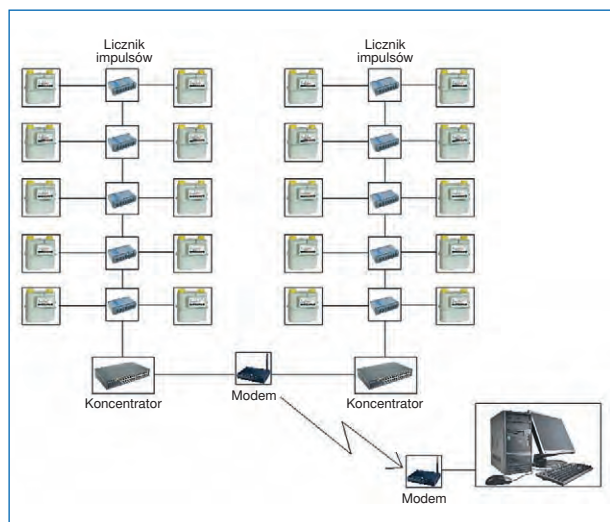 Licznik
impulsów
Licznik
impulsów
Koncentrator
Modem
Koncentrator
Modem